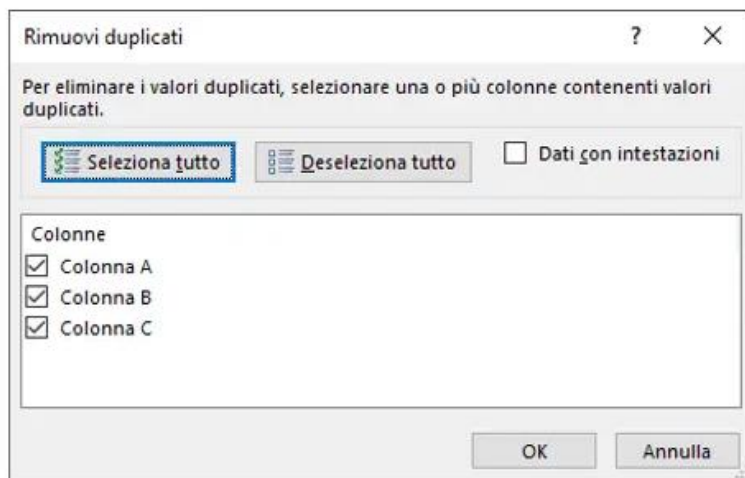 Rimuovi duplicati
?
Per eliminare i valori duplicati, selezionare una o più colonne contenenti valori
duplicati.
Seleziona tutto
Deseleziona tutto
Dati con intestazioni
Colonne
Colonna A
Colonna B
Colonna C
OK
Annulla